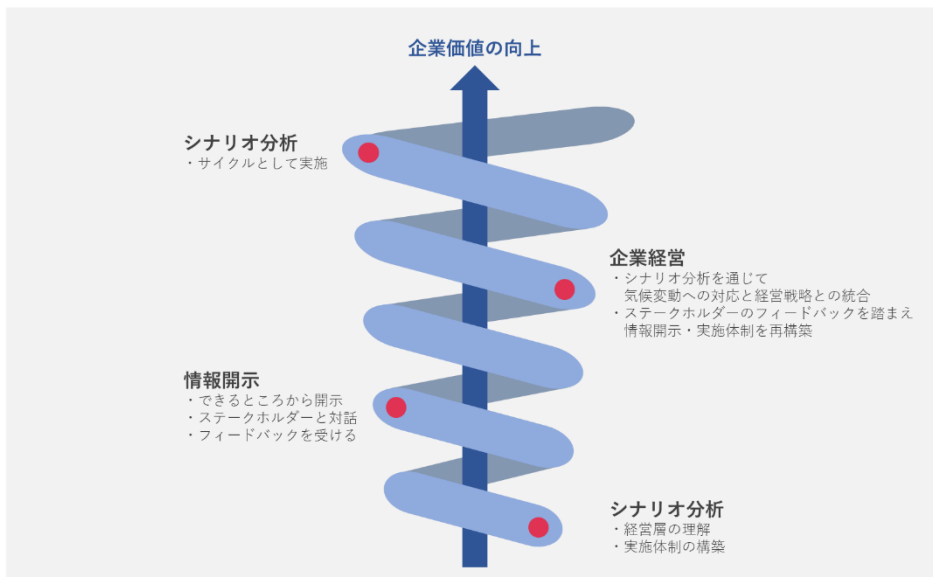 企業価値の向上
シナリオ分析
・サイクルとして実施
企業経営
・シナリオ分析を通じて
気候変動への対応と経営戦略との統合
・ステークホルダーのフィードバックを踏まえ
情報開示・実施体制を再構築
情報開示
・できるところから開示
・ステークホルダーと対話
・フィードバックを受ける
シナリオ分析
・経営層の理解
・実施体制の構築